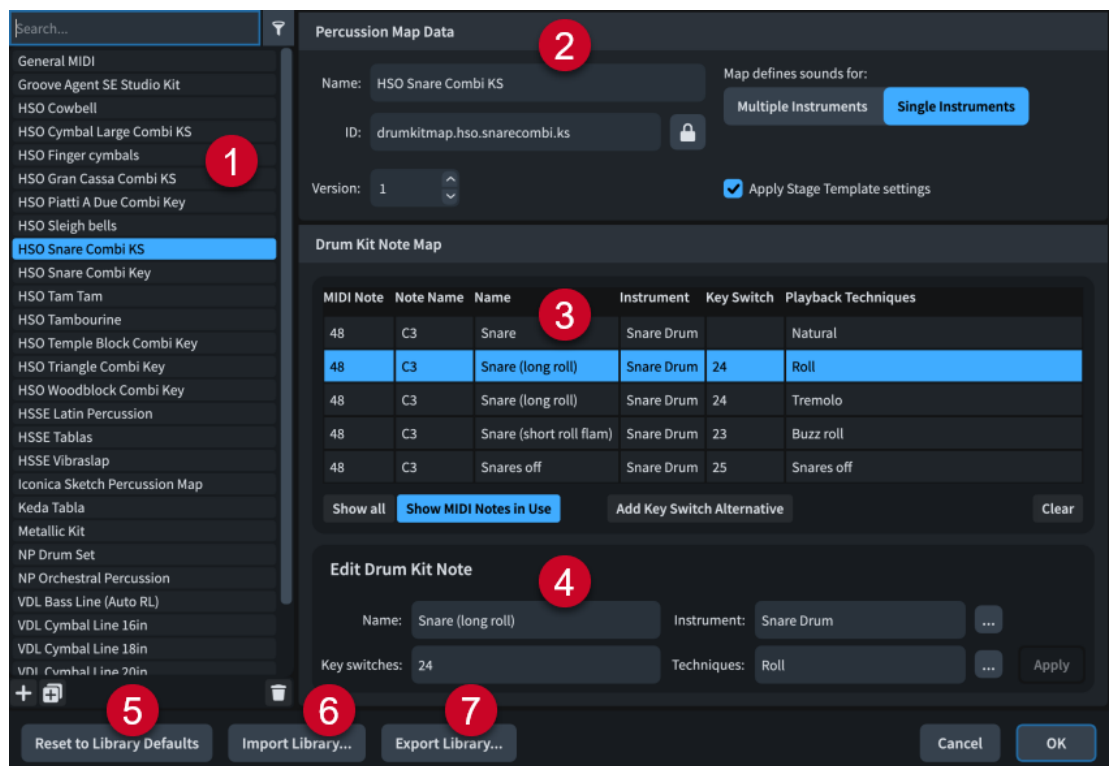 Search...
General MIDI
Groove Agent SE Studio Kit
HSO Cowbell
HSO Cymbal Large Combi KS
HSO Finger cymbals
HSO Gran Cassa Combi KS
HSO Piatti A Due Combi Key
HSO Sleigh bells
HSO Snare Combi KS
HSO Snare Combi Key
HSO Tam Tam
HSO Tambourine
HSO Temple Block Combi Key
HSO Triangle Combi Key
HSO Woodblock Combi Key
HSSE Latin Percussion
HSSE Tablas
HSSE Vibraslap
Iconica Sketch Percussion Map
Keda Tabla
Metallic Kit
NP Drum Set
NP Orchestral Percussion
VDL Bass Line (Auto RL)
VDL Cymbal Line 16in
VDL Cymbal Line 18in
VDL Cymbal Line 20in
1
Percussion Map Data
2
Name: HSO Snare Combi KS
Map defines sounds for:
Multiple Instruments Single Instruments
ID: drumkitmap.hso.snarecombi.ks
Version: 1
Apply Stage Template settings
Drum Kit Note Map
3
MIDI Note Note Name Name Instrument Key Switch Playback Techniques
48 C3 Snare Snare Drum Natural
48 C3 Snare (long roll) Snare Drum 24 Roll
48 C3 Snare (long roll) Snare Drum 24 Tremolo
48 C3 Snare (short roll flam) Snare Drum 23 Buzz roll
48 C3 Snares off Snare Drum 25 Snares off
Show all Show MIDI Notes in Use Add Key Switch Alternative Clear
Edit Drum Kit Note
4
Name: Snare (long roll) Instrument: Snare Drum ...
Key switches: 24 Techniques: Roll ... Apply
5 6 7
Reset to Library Defaults Import Library... Export Library... Cancel OK